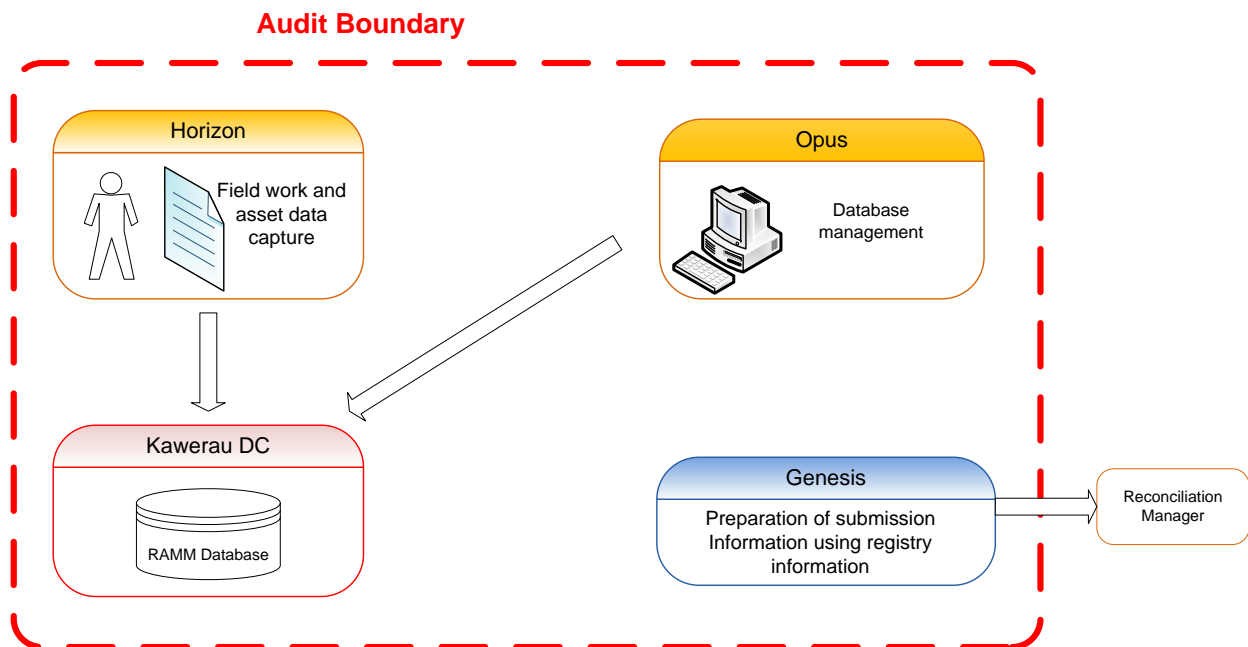 Audit Boundary
Horizon
Field work and
asset data
capture
Opus
Database
management
Kawerau DC
RAMM Database
Genesis
Preparation of submission
Information using registry
information
Reconciliation
Manager